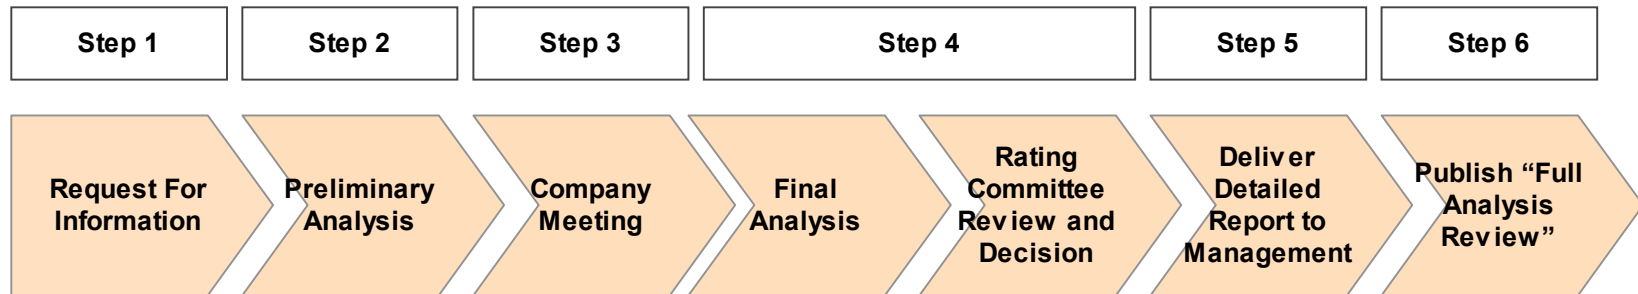 Step 1
Step 2
Step 3
Step 4
Step 5
Step 6
Request For
Information
Preliminary
Analysis
Company
Meeting
Final
Analysis
Rating
Committee
Review and
Decision
Deliver
Detailed
Report to
Management
Publish “Full
Analysis
Review”